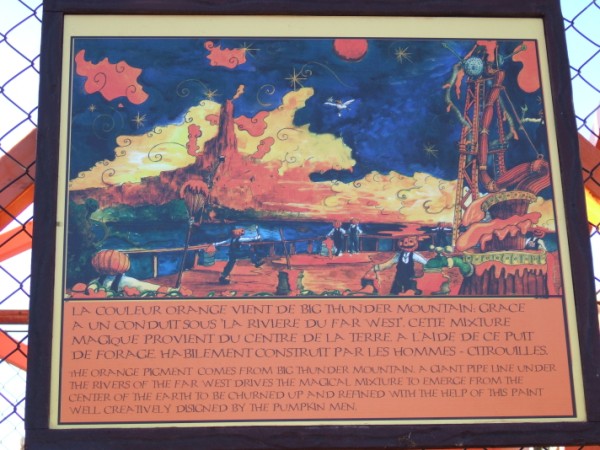 LA COULEUR ORANGE VIENT DE BIG THUNDER MOUNTAIN: GRACE
A UN CONDUIT SOUS "LA RIVIERE DU FAR WEST". CETTE MIXTURE
MAGIQUE PROVIENT DU CENTRE DE LA TERRE, A L'AIDE DE CE PUIT
DE FORAGE HABILEMENT CONSTRUIT PAR LES HOMMES - CITROUILLES.
THE ORANGE PIGMENT COMES FROM BIG THUNDER MOUNTAIN. A GIANT PIPE LINE UNDER
THE RIVERS OF THE FAR WEST DRIVES THE MAGICAL MIXTURE TO EMERGE FROM THE
CENTER OF THE EARTH TO BE CHURNED UP AND REFINED WITH THE HELP OF THIS PAINT
WELL CREATIVELY DISIGNED BY THE PUMPKIN MEN.